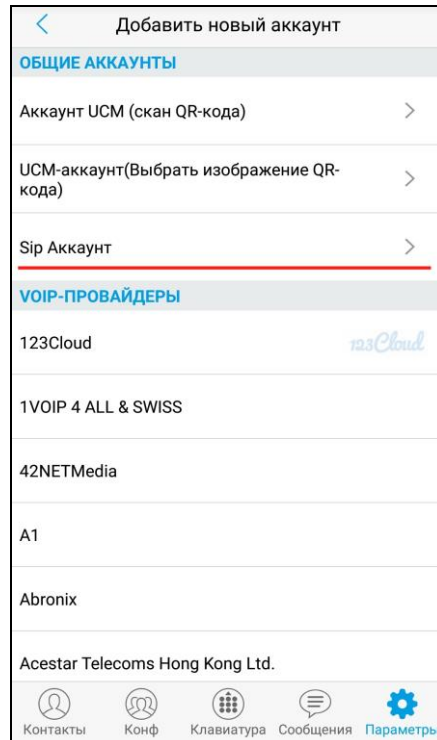 Добавить новый аккаунт
ОБЩИЕ АККАУНТЫ
Аккаунт UCM (скан QR-кода)
UCM-аккаунт(Выбрать изображение QR-
кода)
Sip Аккаунт
VOIP-ПРОВАЙДЕРЫ
123Cloud 123Cloud
1VOIP 4 ALL & SWISS
42NETMedia
A1
Abronix
Acestar Telecoms Hong Kong Ltd.
Контакты Конф Клавиатура Сообщения Параметры